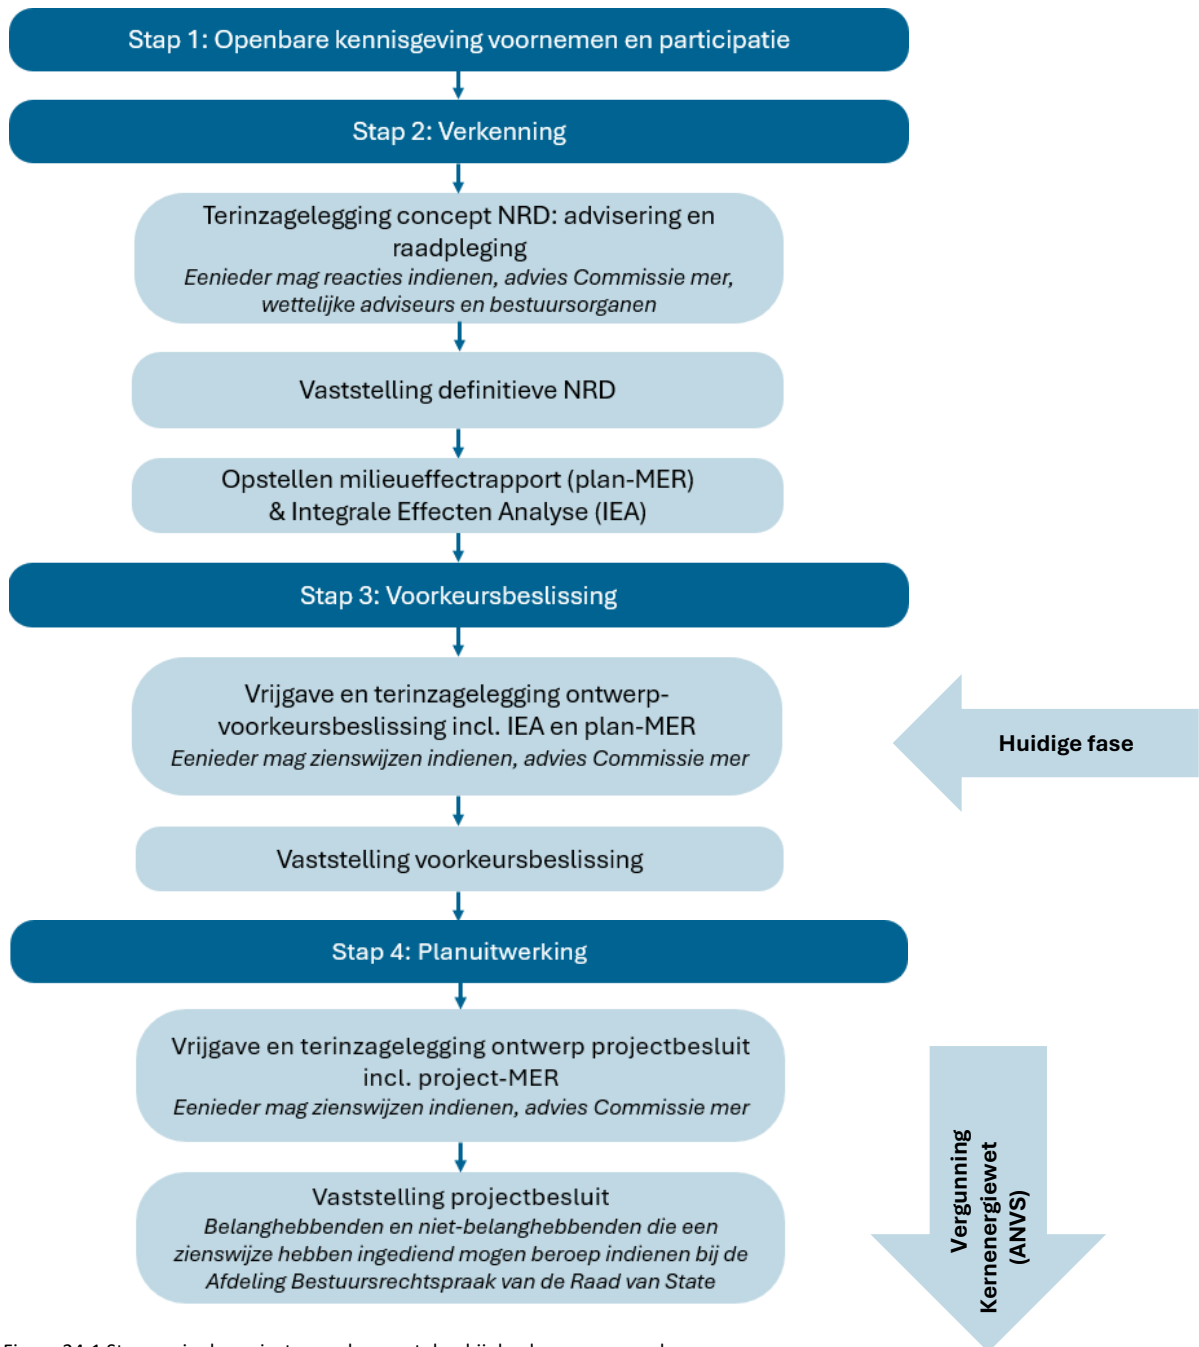 Stap 1: Openbare kennisgeving voornemen en participatie
Stap 2: Verkenning
Terinzagelegging concept NRD: advisering en
raadpleging
Eenieder mag reacties indienen, advies Commissie mer,
wettelijke adviseurs en bestuursorganen
Vaststelling definitieve NRD
Opstellen milieueffectrapport (plan-MER)
& Integrale Effecten Analyse (IEA)
Stap 3: Voorkeursbeslissing
Vrijgave en terinzagelegging ontwerp-
voorkeursbeslissing incl. IEA en plan-MER
Eenieder mag zienswijzen indienen, advies Commissie mer
Huidige fase
Vaststelling voorkeursbeslissing
Stap 4: Planuitwerking
Vrijgave en terinzagelegging ontwerp projectbesluit
incl. project-MER
Eenieder mag zienswijzen indienen, advies Commissie mer
Vaststelling projectbesluit
Belanghebbenden en niet-belanghebbenden die een
zienswijze hebben ingediend mogen beroep indienen bij de
Afdeling Bestuursrechtspraak van de Raad van State
Vergunning
Kernenergiewet
(ANVS)